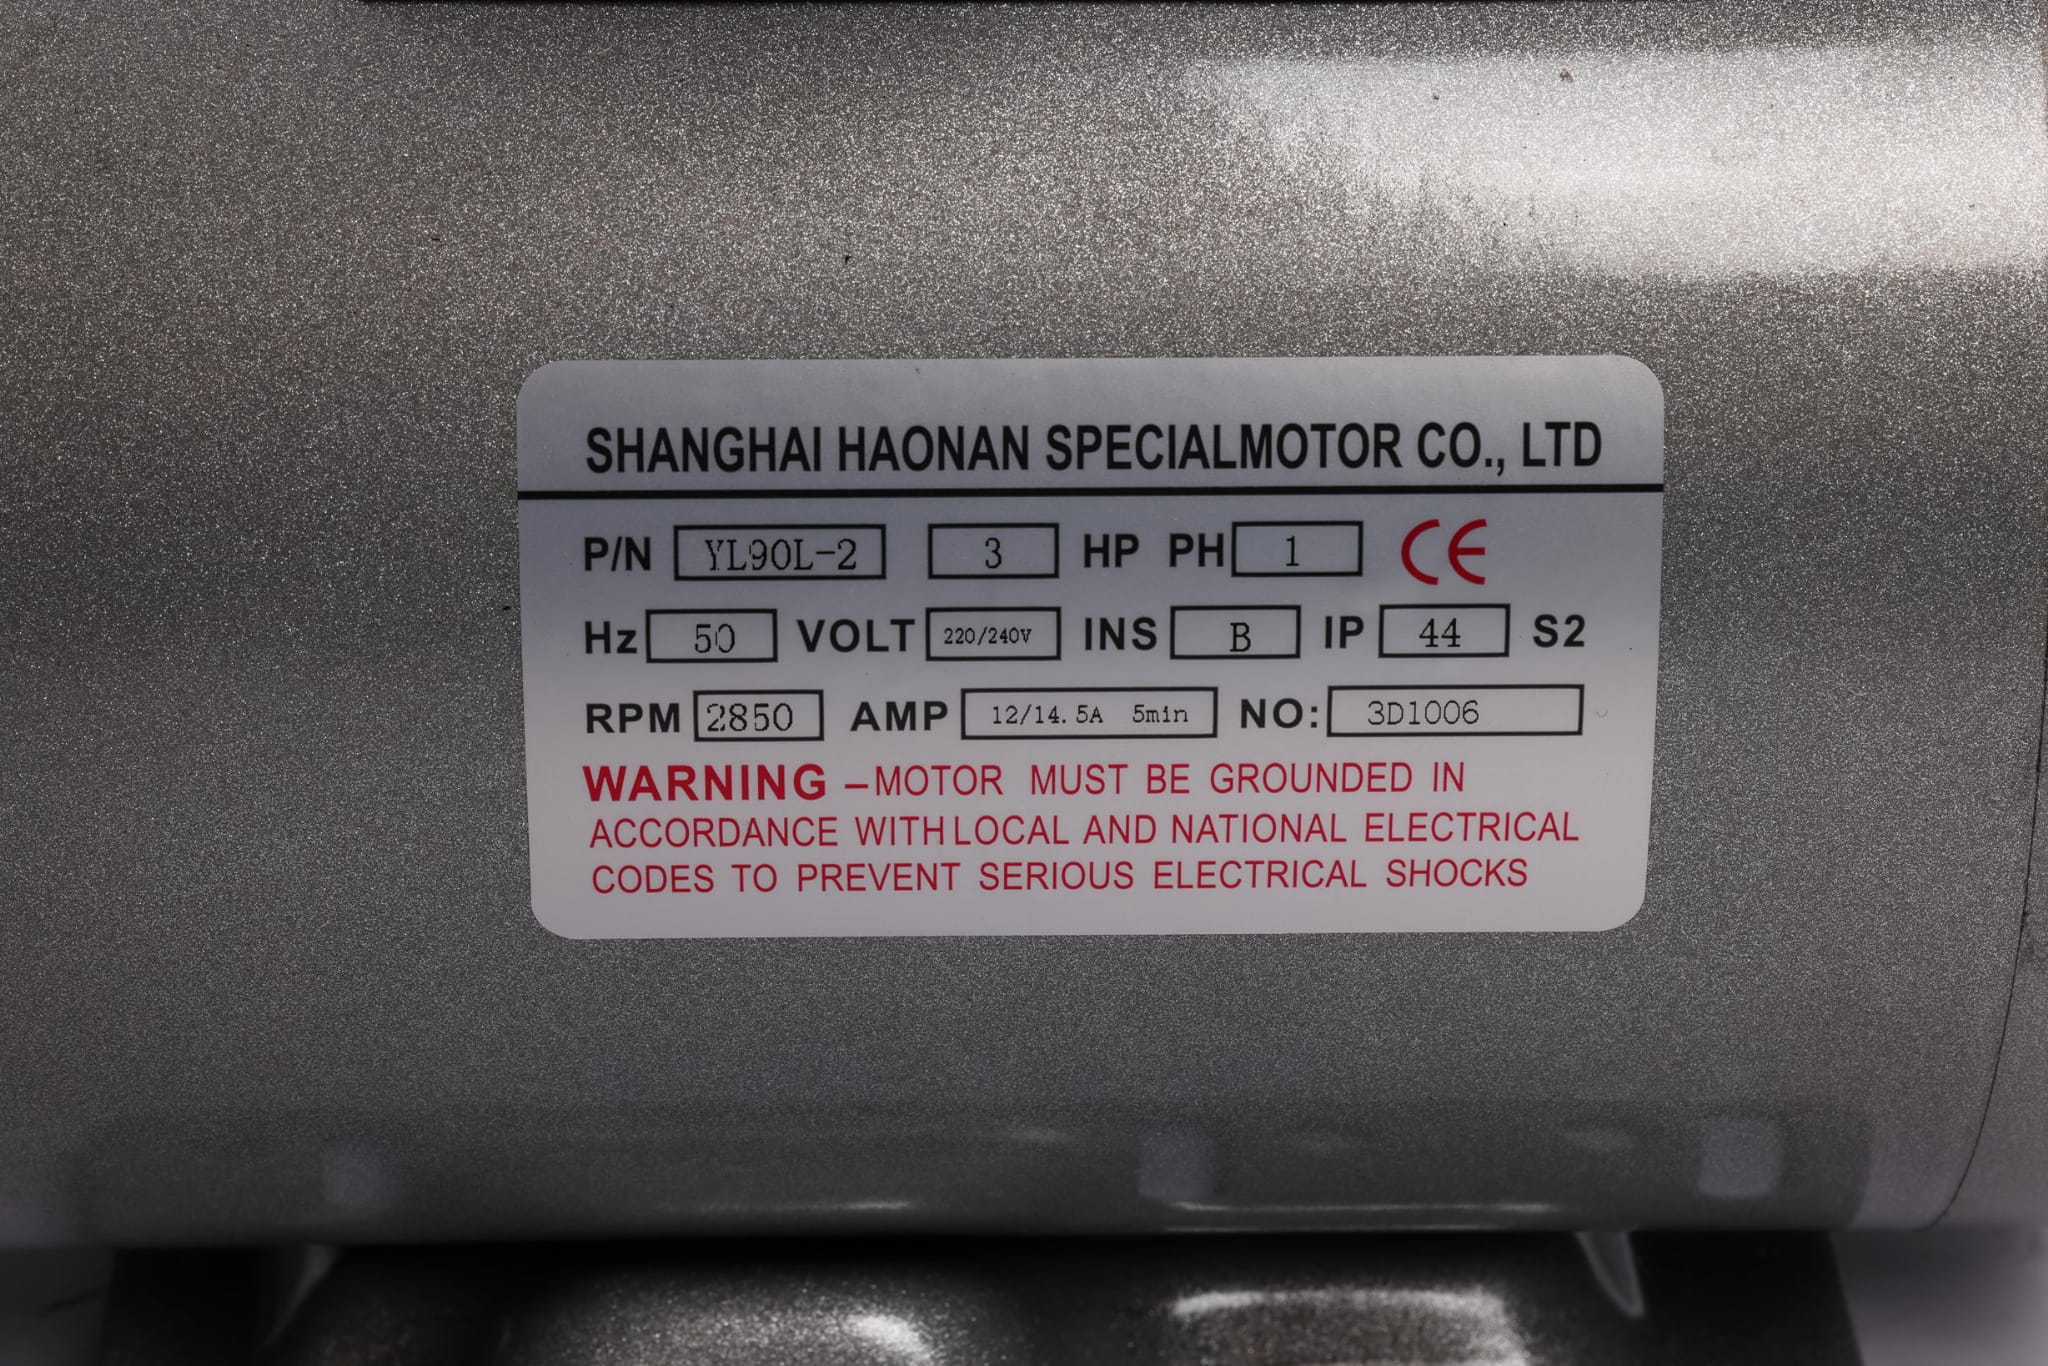 SHANGHAI HAONAN SPECIALMOTOR CO., LTD
P/N YL90L-2 3 HP PH 1 CE
Hz 50 VOLT 220/240V INS B IP 44 S2
RPM 2850 AMP 12/14.5A 5min NO: 3D1006
WARNING –MOTOR MUST BE GROUNDED IN
ACCORDANCE WITH LOCAL AND NATIONAL ELECTRICAL
CODES TO PREVENT SERIOUS ELECTRICAL SHOCKS